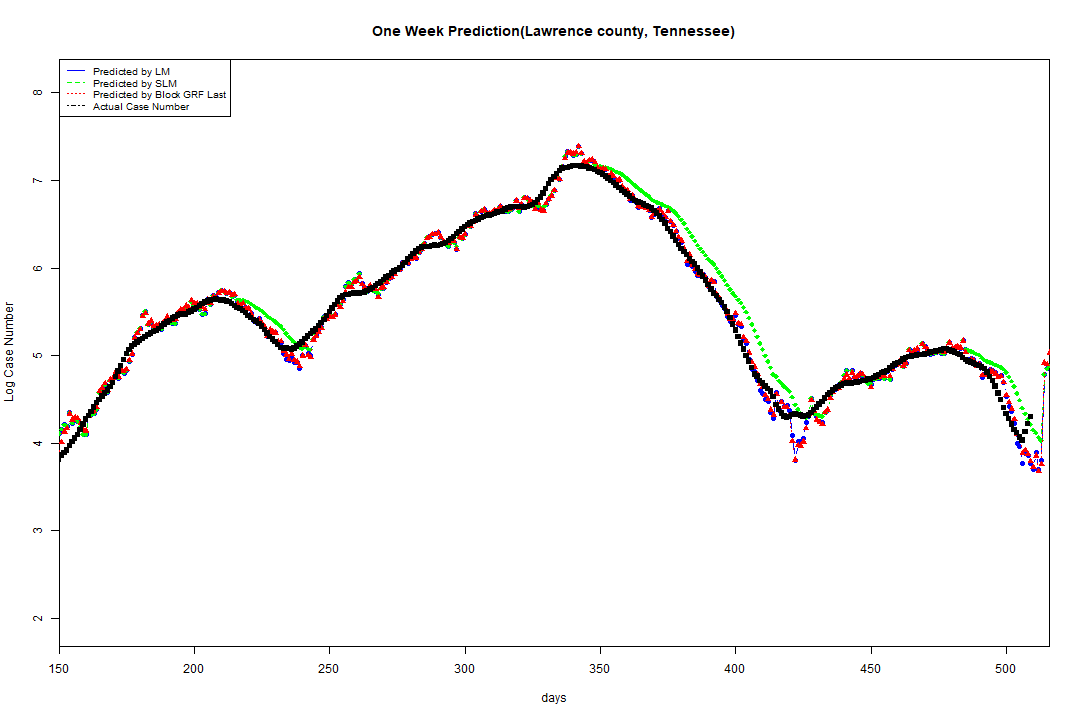 One Week Prediction(Lawrence county, Tennessee)
Predicted by LM
Predicted by SLM
Predicted by Block GRF Last
Actual Case Number
8
7
6
5
4
3
2
Log Case Number
150 200 250 300 350 400 450 500
days